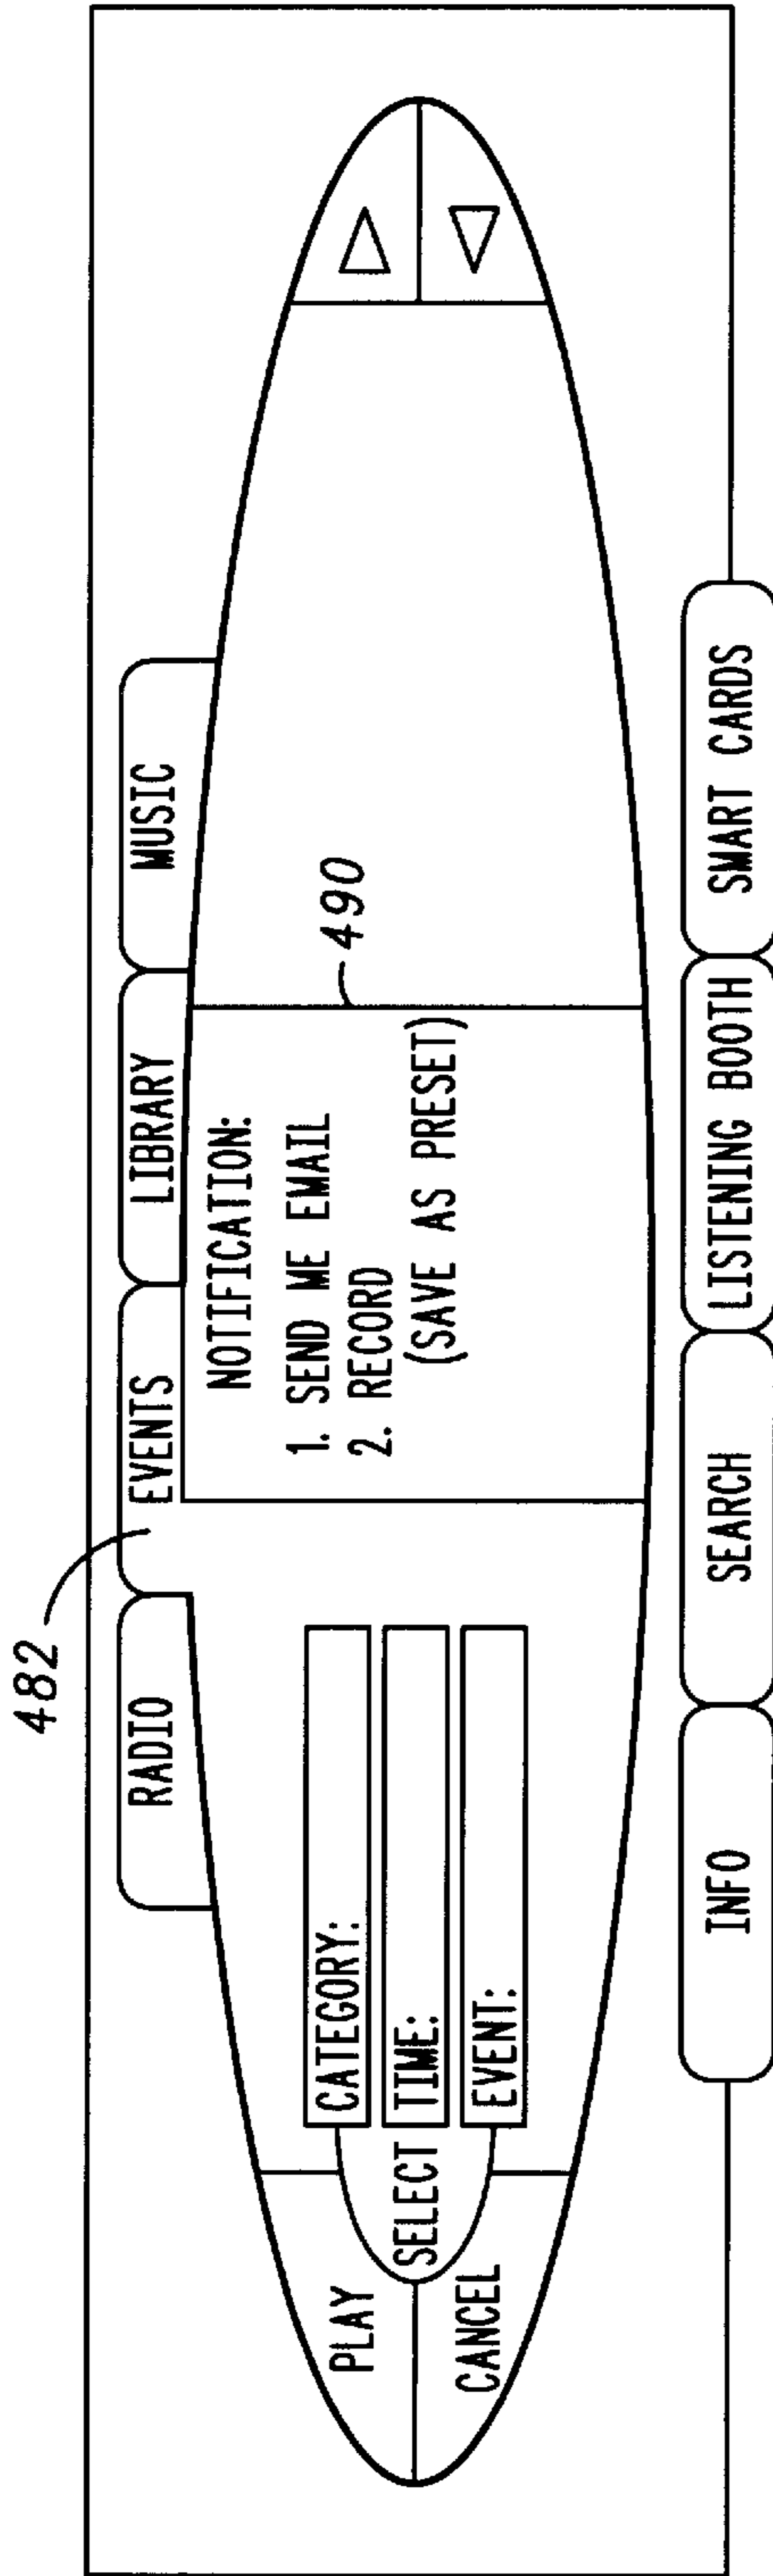 482
RADIO
EVENTS
LIBRARY
MUSIC
PLAY
SELECT
CANCEL
CATEGORY:
TIME:
EVENT:
NOTIFICATION:
1. SEND ME EMAIL
2. RECORD
(SAVE AS PRESET)
490
INFO
SEARCH
LISTENING BOOTH
SMART CARDS